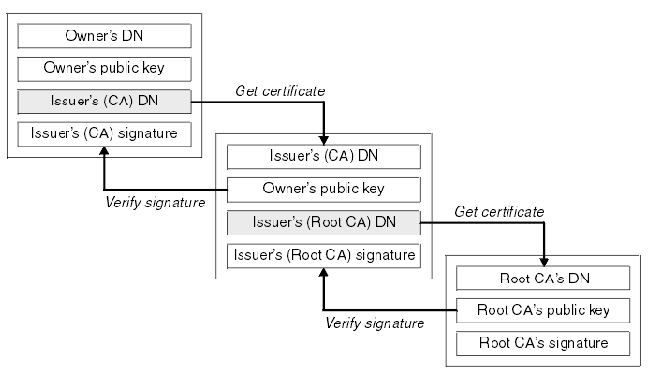 Owner's DN
Owner's public key
Issuer's (CA) DN
Issuer's (CA) signature
Get certificate
Verify signature
Issuer's (CA) DN
Owner's public key
Issuer's (Root CA) DN
Issuer's (Root CA) signature
Get certificate
Verify signature
Root CA's DN
Root CA's public key
Root CA's signature